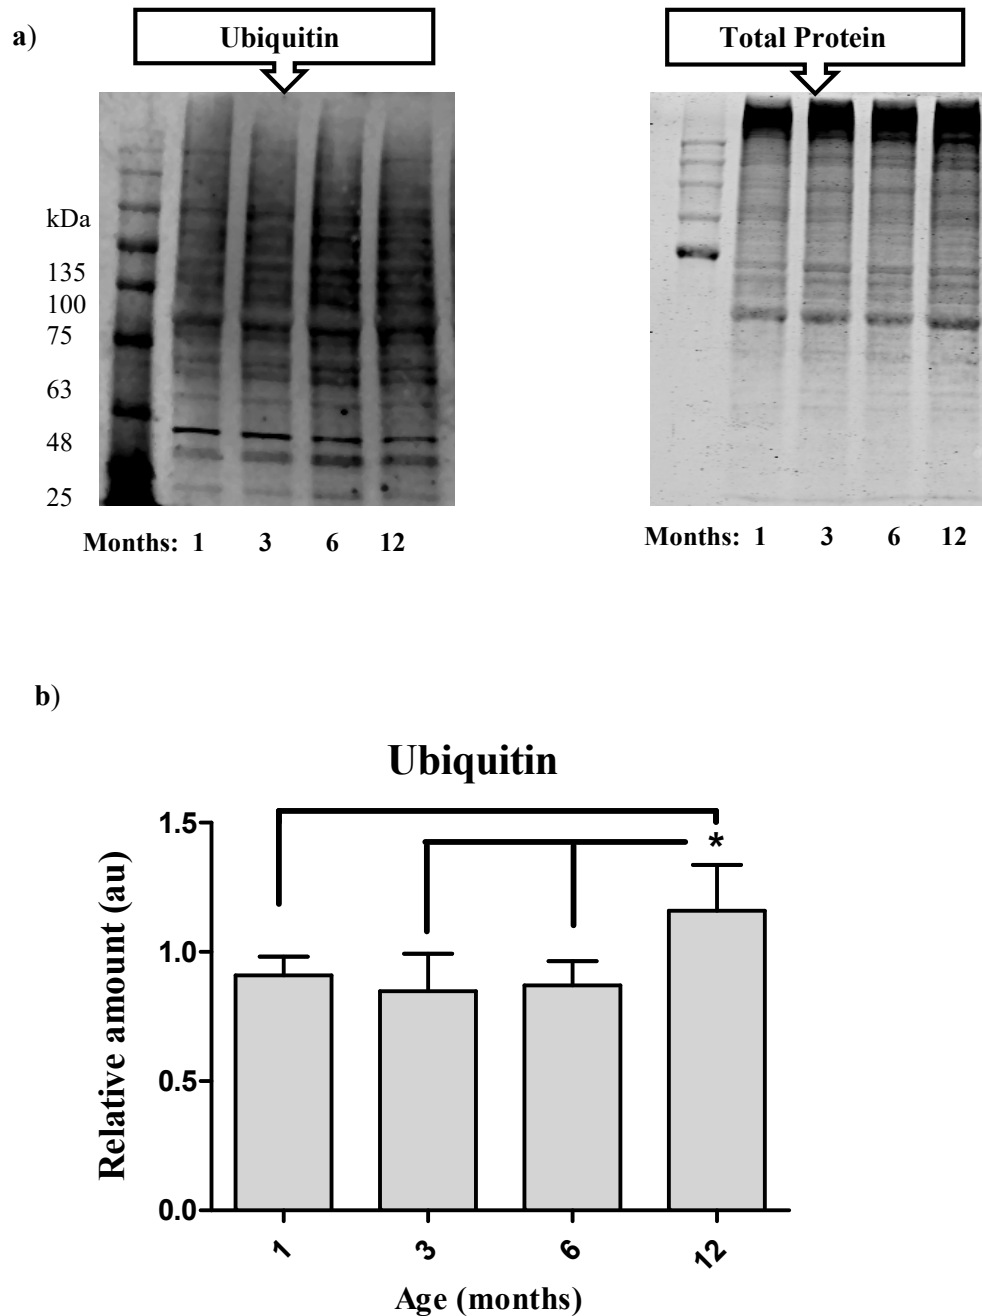 a)
Ubiquitin
Total Protein
kDa
135
100
75
63
48
25
Months: 1 3 6 12
Months: 1 3 6 12
b)
Ubiquitin
*
1.5
1.0
0.5
0.0
Relative amount (au)
1 3 6 12
Age (months)